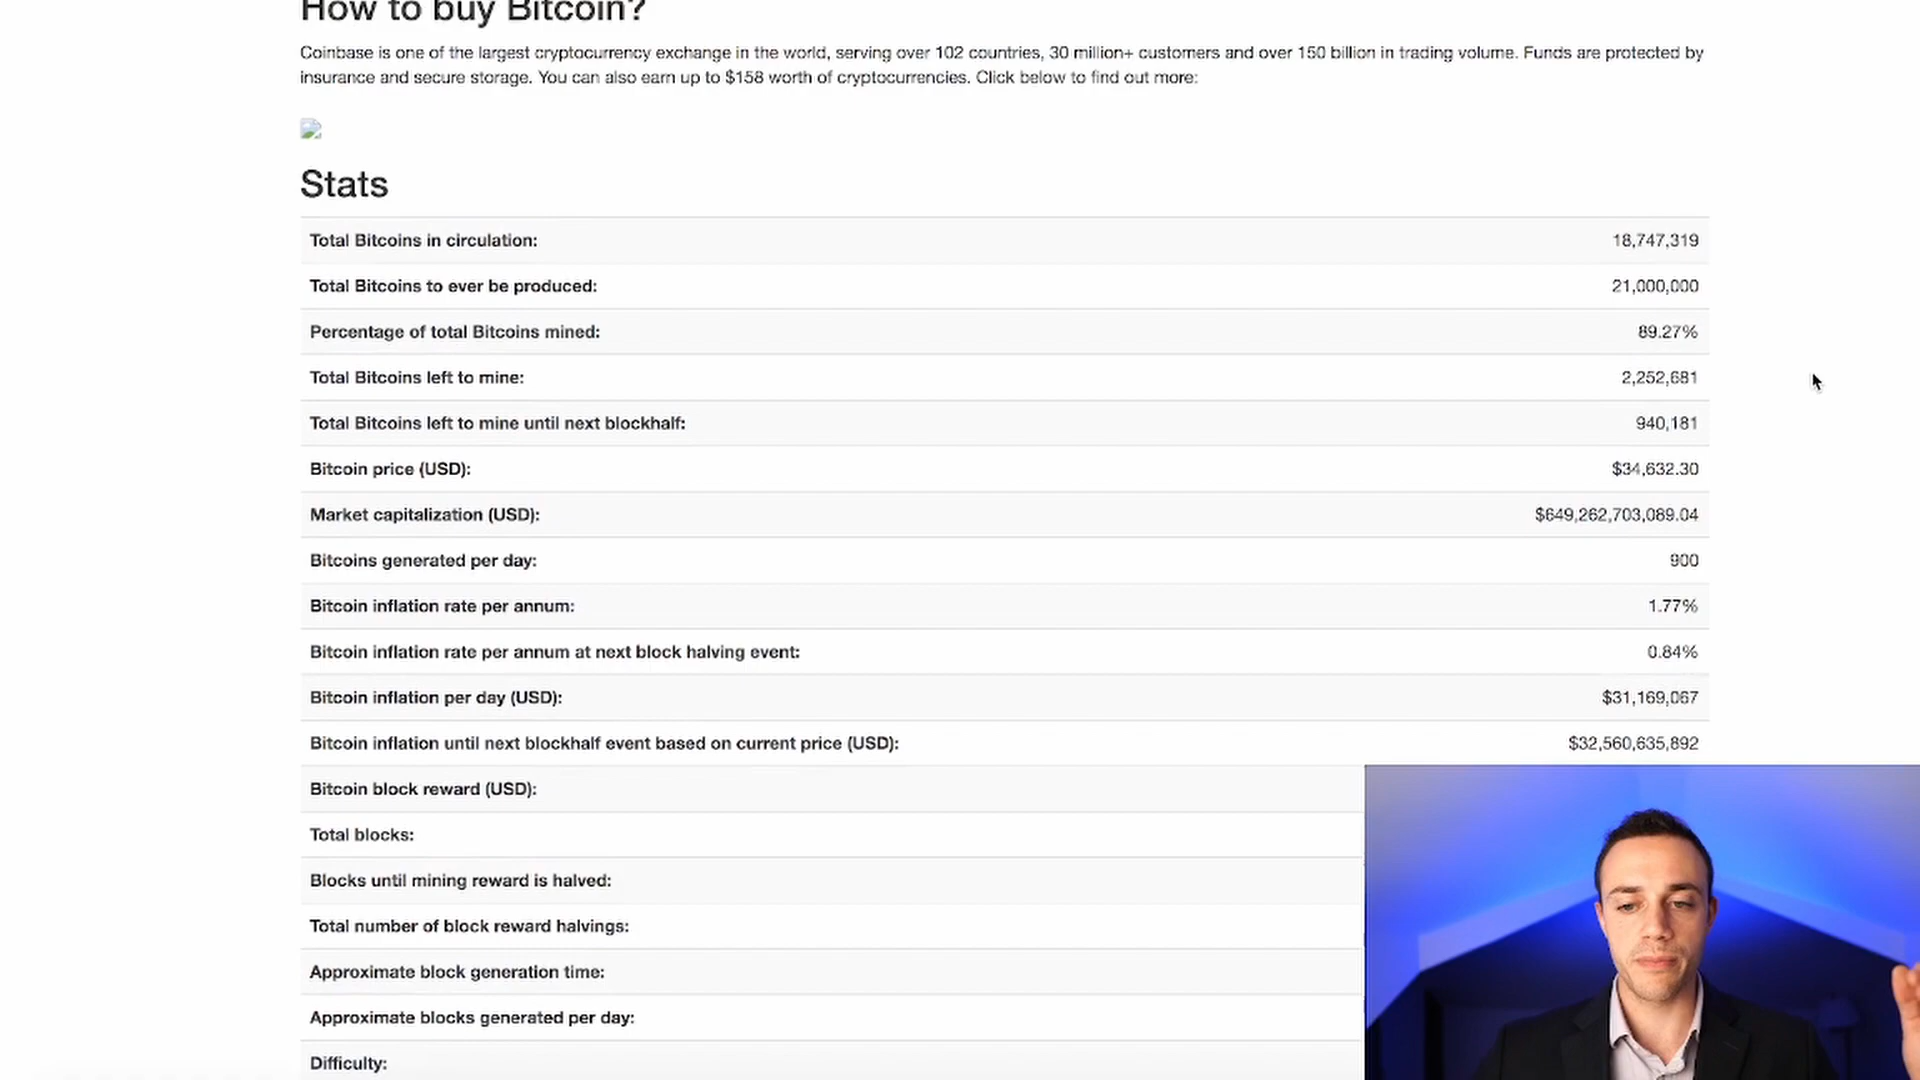 How to buy Bitcoin?
Coinbase is one of the largest cryptocurrency exchange in the world, serving over 102 countries, 30 million+ customers and over 150 billion in trading volume. Funds are protected by
insurance and secure storage. You can also earn up to $158 worth of cryptocurrencies. Click below to find out more:
Stats
Total Bitcoins in circulation: 18,747,319
Total Bitcoins to ever be produced: 21,000,000
Percentage of total Bitcoins mined: 89.27%
Total Bitcoins left to mine: 2,252,681
Total Bitcoins left to mine until next blockhalf: 940,181
Bitcoin price (USD): $34,632.30
Market capitalization (USD): $649,262,703,089.04
Bitcoins generated per day: 900
Bitcoin inflation rate per annum: 1.77%
Bitcoin inflation rate per annum at next block halving event: 0.84%
Bitcoin inflation per day (USD): $31,169,067
Bitcoin inflation until next blockhalf event based on current price (USD): $32,560,635,892
Bitcoin block reward (USD):
Total blocks:
Blocks until mining reward is halved:
Total number of block reward halvings:
Approximate block generation time:
Approximate blocks generated per day:
Difficulty: